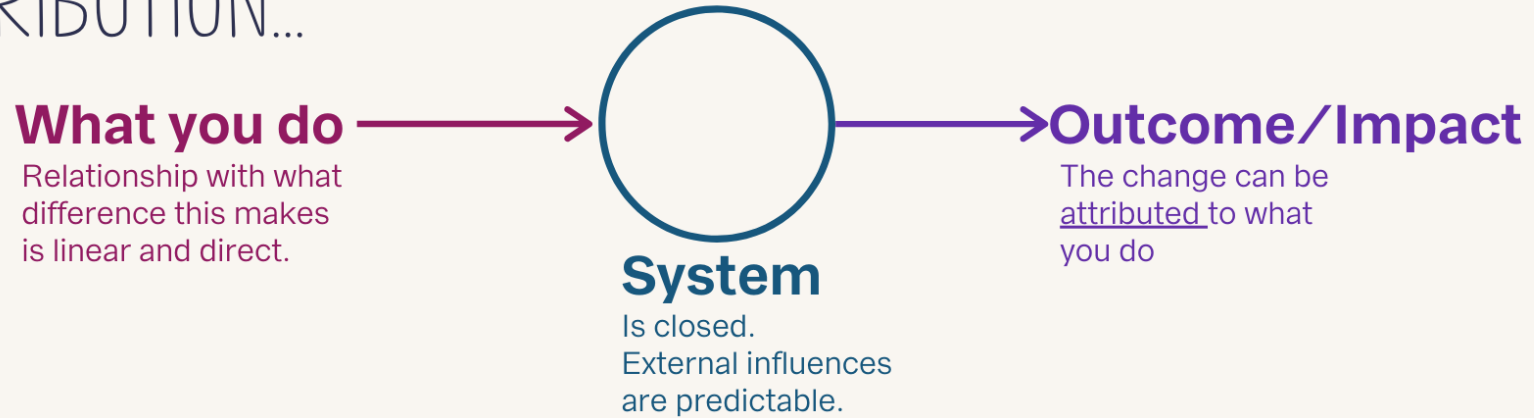 RIBUTION...
What you do
Relationship with what
difference this makes
is linear and direct.
System
Is closed.
External influences
are predictable.
Outcome/Impact
The change can be
attributed to what
you do